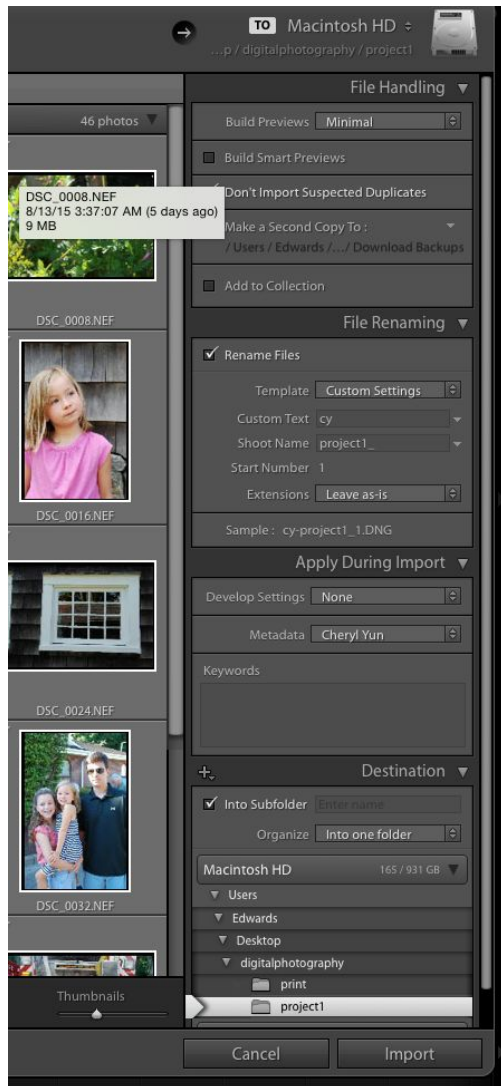 TO Macintosh HD
...p / digitalphotography / project1
File Handling
46 photos
Build Previews Minimal
Build Smart Previews
Don't Import Suspected Duplicates
DSC_0008.NEF
8/13/15 3:37:07 AM (5 days ago)
9 MB
Make a Second Copy To :
/ Users / Edwards /.../ Download Backups
Add to Collection
DSC_0008.NEF
File Renaming
Rename Files
Template Custom Settings
Custom Text cy
Shoot Name project1_
Start Number 1
Extensions Leave as-is
DSC_0016.NEF
Sample : cy-project1_1.DNG
Apply During Import
Develop Settings None
Metadata Cheryl Yun
Keywords
DSC_0024.NEF
Destination
Into Subfolder Enter name
Organize Into one folder
Macintosh HD 165 / 931 GB
Users
DSC_0032.NEF
Edwards
Desktop
digitalphotography
print
project1
Thumbnails
Cancel Import